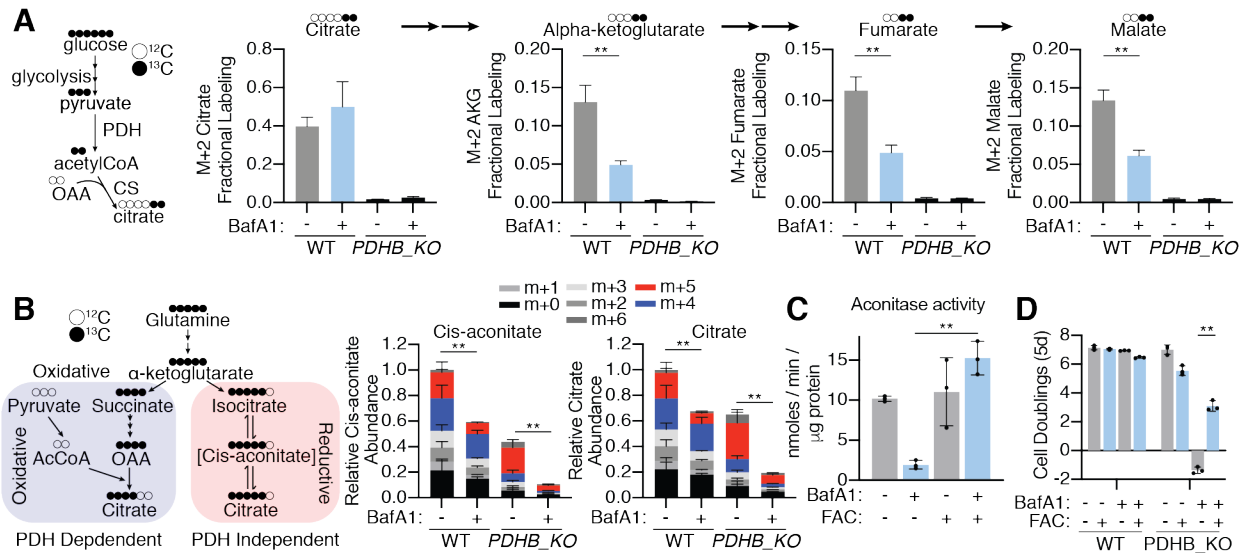 A
glucose
12C
13C
glycolysis
pyruvate
PDH
acetylCoA
OAA
CS
citrate
Citrate
M+2 Citrate
Fractional Labeling
0.8
0.6
0.4
0.2
0.0
BafA1: - + - +
WT PDHB_KO
Alpha-ketoglutarate
M+2 AKG
Fractional Labeling
0.20
0.15
0.10
0.05
0.00
**
BafA1: - + - +
WT PDHB_KO
Fumarate
M+2 Fumarate
Fractional Labeling
0.15
0.10
0.05
0.00
**
BafA1: - + - +
WT PDHB_KO
Malate
M+2 Malate
Fractional Labeling
0.20
0.15
0.10
0.05
0.00
**
BafA1: - + - +
WT PDHB_KO
B
12C
13C
Glutamine
α-ketoglutarate
Oxidative
Pyruvate
Succinate
Isocitrate
Oxidative
AcCoA
OAA
[Cis-aconitate]
Reductive
Citrate
Citrate
PDH Depdendent
PDH Independent
m+1 m+3 m+5
m+0 m+2 m+4
m+6
Cis-aconitate
Relative Cis-aconitate
Abundance
1.2
1.0
0.8
0.6
0.4
0.2
0.0
**
**
BafA1: - + - +
WT PDHB_KO
Citrate
Relative Citrate
Abundance
1.2
1.0
0.8
0.6
0.4
0.2
0.0
**
**
BafA1: - + - +
WT PDHB_KO
C
Aconitase activity
nmoles / min /
µg protein
15
10
5
0
**
BafA1: - + - +
FAC: - - + +
D
Cell Doublings (5d)
8
6
4
2
0
-2
**
BafA1: - - + + - - + +
FAC: - + - + - + - +
WT PDHB_KO